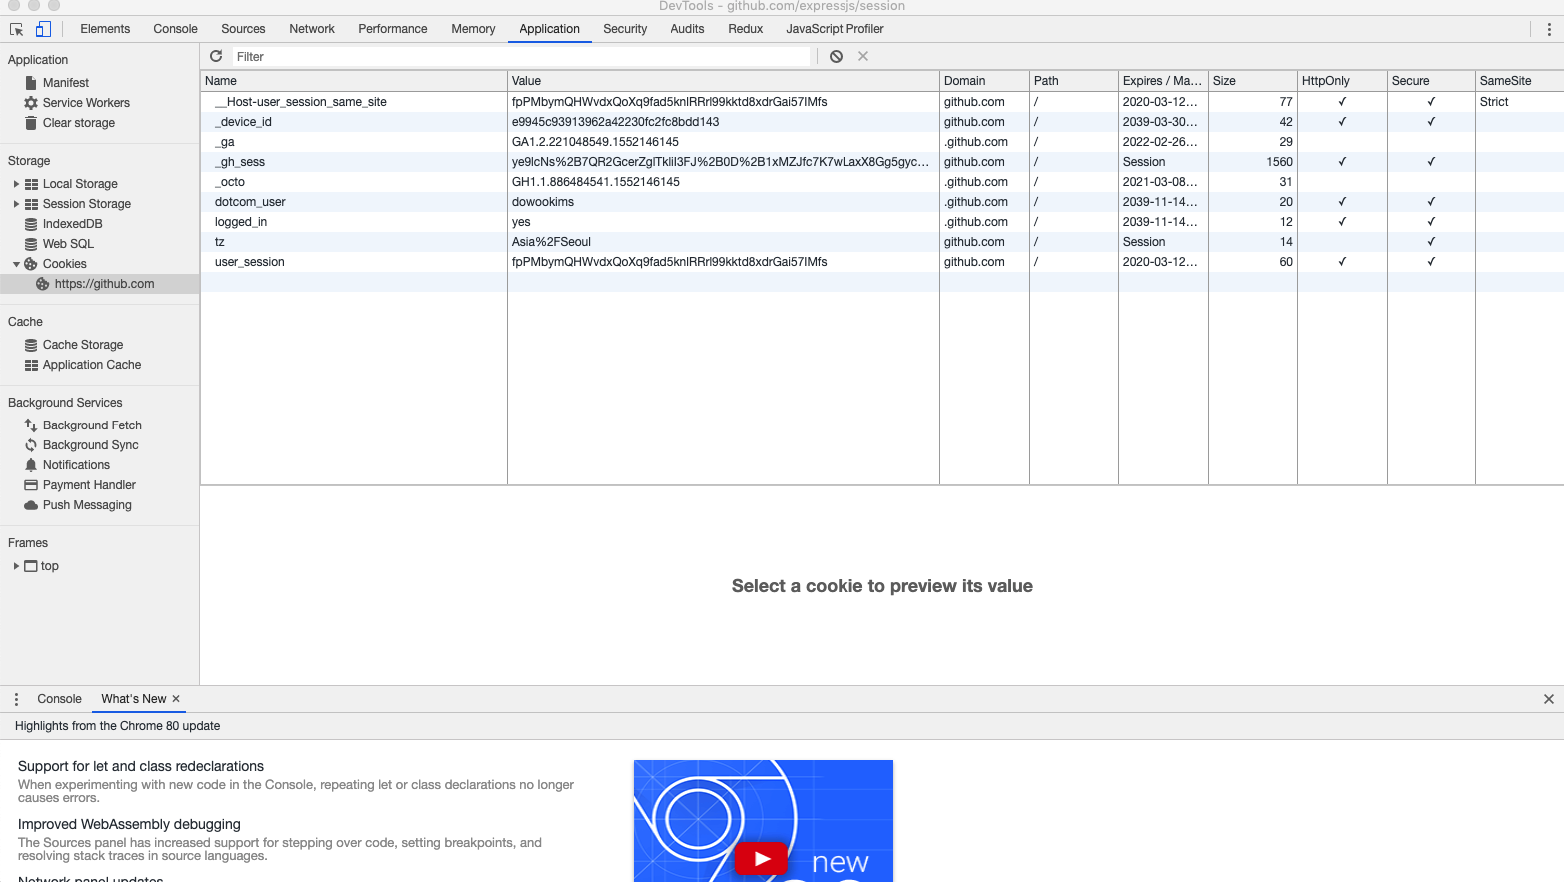 DevTools - github.com/expressjs/session
Elements Console Sources Network Performance Memory Application Security Audits Redux JavaScript Profiler
Application
Manifest
Service Workers
Clear storage
Storage
Local Storage
Session Storage
IndexedDB
Web SQL
Cookies
https://github.com
Cache
Cache Storage
Application Cache
Background Services
Background Fetch
Background Sync
Notifications
Payment Handler
Push Messaging
Frames
top
Filter
Name Value Domain Path Expires / Ma... Size HttpOnly Secure SameSite
__Host-user_session_same_site github.com / 2020-03-12... 77 ✓ ✓ Strict
_device_id e9945c93913962a42230fc2fc8bdd143 github.com / 2039-03-30... 42 ✓ ✓
_ga GA1.2.221048549.1552146145 .github.com / 2022-02-26... 29
_gh_sess github.com / Session 1560 ✓ ✓
_octo GH1.1.886484541.1552146145 .github.com / 2021-03-08... 31
dotcom_user dowookims .github.com / 2039-11-14... 20 ✓ ✓
logged_in yes .github.com / 2039-11-14... 12 ✓ ✓
tz Asia%2FSeoul github.com / Session 14 ✓
user_session github.com / 2020-03-12... 60 ✓ ✓
Select a cookie to preview its value
Console What's New
Highlights from the Chrome 80 update
Support for let and class redeclarations
When experimenting with new code in the Console, repeating let or class declarations no longer
causes errors.
Improved WebAssembly debugging
The Sources panel has increased support for stepping over code, setting breakpoints, and
resolving stack traces in source languages.
Network panel updates
new